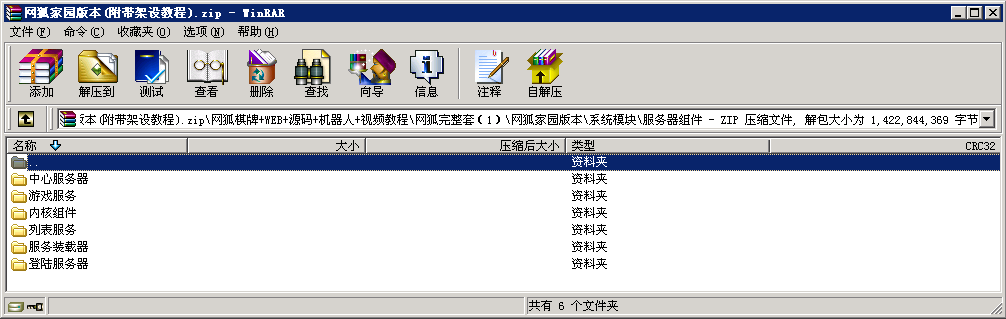 网狐家园版本(附带架设教程).zip - WinRAR
文件(F) 命令(C) 收藏夹(O) 选项(N) 帮助(H)
添加 解压到 测试 查看 删除 查找 向导 信息 注释 自解压
本(附带架设教程).zip\网狐棋牌+WEB+源码+机器人+视频教程\网狐完整套(1)\网狐家园版本\系统模块\服务器组件 - ZIP 压缩文件, 解包大小为 1,422,844,369 字节
名称 大小 压缩后大小 类型 CRC32
.. 资料夹
中心服务器 资料夹
游戏服务 资料夹
内核组件 资料夹
列表服务 资料夹
服务装载器 资料夹
登陆服务器 资料夹
共有 6 个文件夹